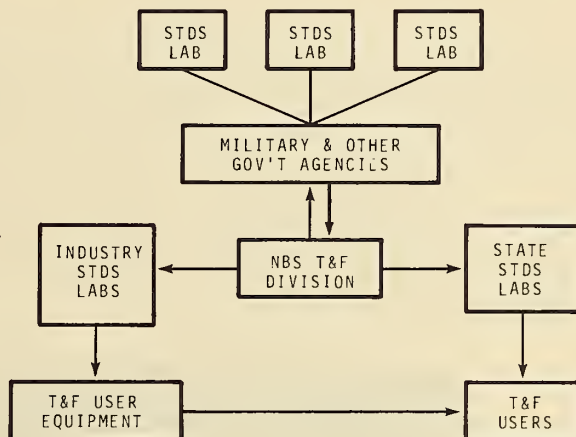 STDS
LAB
STDS
LAB
STDS
LAB
MILITARY & OTHER
GOV'T AGENCIES
INDUSTRY
STDS
LABS
NBS T&F
DIVISION
STATE
STDS
LABS
T&F USER
EQUIPMENT
T&F
USERS